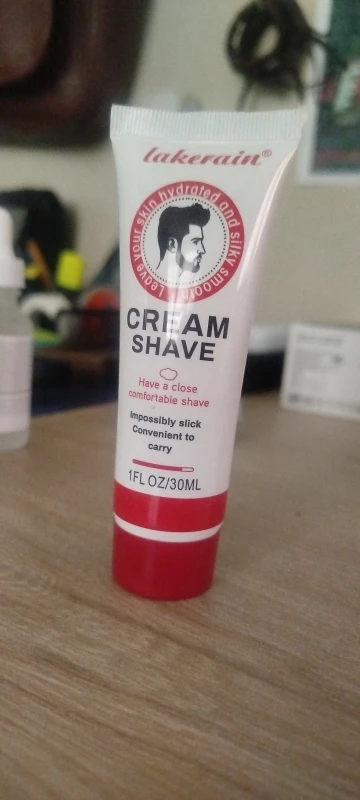 lakerain®
Leave your skin hydrated and silky smooth
CREAM
SHAVE
Have a close
comfortable shave
Impossibly slick
Convenient to
carry
1FL OZ/30ML